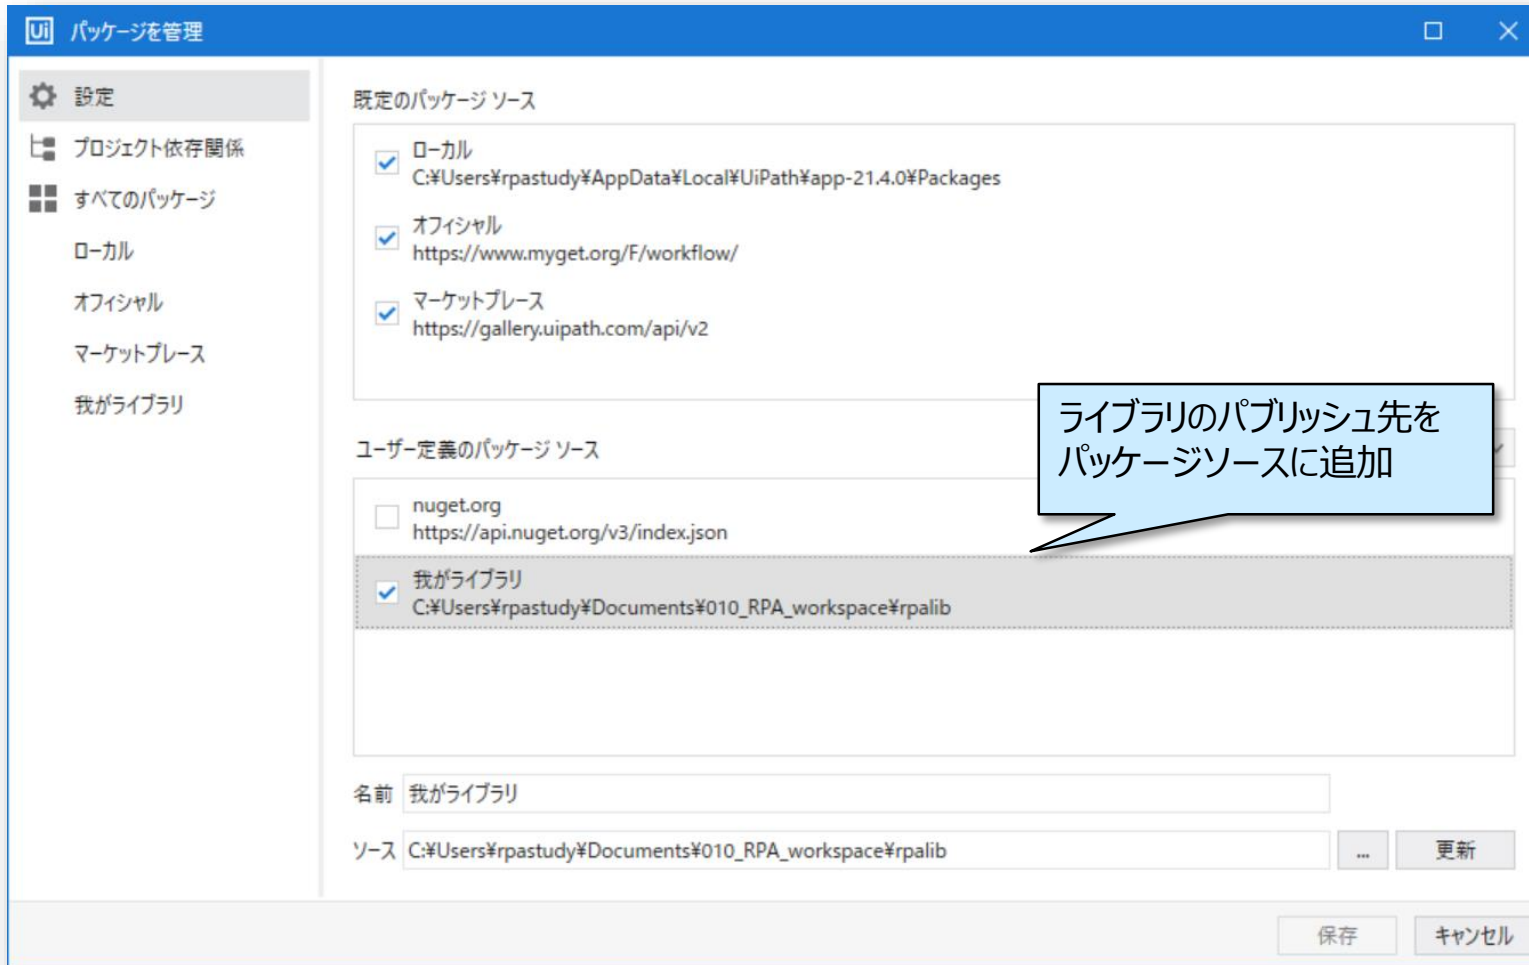 Ui パッケージを管理
設定
プロジェクト依存関係
すべてのパッケージ
ローカル
オフィシャル
マーケットプレース
我がライブラリ
既定のパッケージ ソース
ローカル
C:¥Users¥rpastudy¥AppData¥Local¥UiPath¥app-21.4.0¥Packages
オフィシャル
https://www.myget.org/F/workflow/
マーケットプレース
https://gallery.uipath.com/api/v2
ライブラリのパブリッシュ先を
パッケージソースに追加
ユーザー定義のパッケージ ソース
nuget.org
https://api.nuget.org/v3/index.json
我がライブラリ
C:¥Users¥rpastudy¥Documents¥010_RPA_workspace¥rpalib
名前 我がライブラリ
ソース C:¥Users¥rpastudy¥Documents¥010_RPA_workspace¥rpalib ... 更新
保存 キャンセル